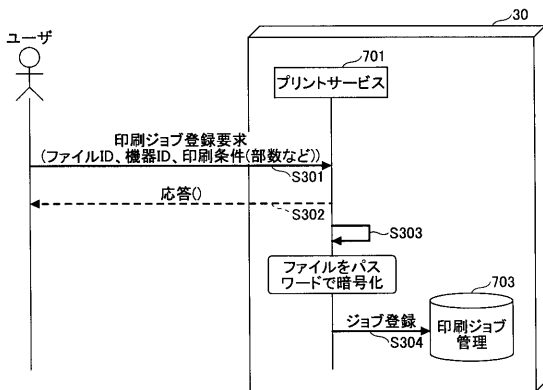 30
ユーザ
701
プリントサービス
印刷ジョブ登録要求
(ファイルID、機器ID、印刷条件(部数など))
S301
応答()
S302
S303
ファイルをパス
ワードで暗号化
703
ジョブ登録
S304
印刷ジョブ
管理